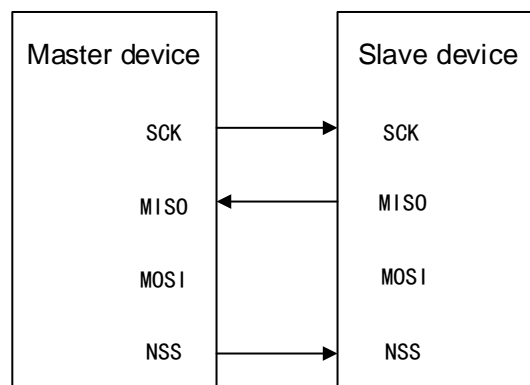 Master device
Slave device
SCK
SCK
MISO
MISO
MOSI
MOSI
NSS
NSS